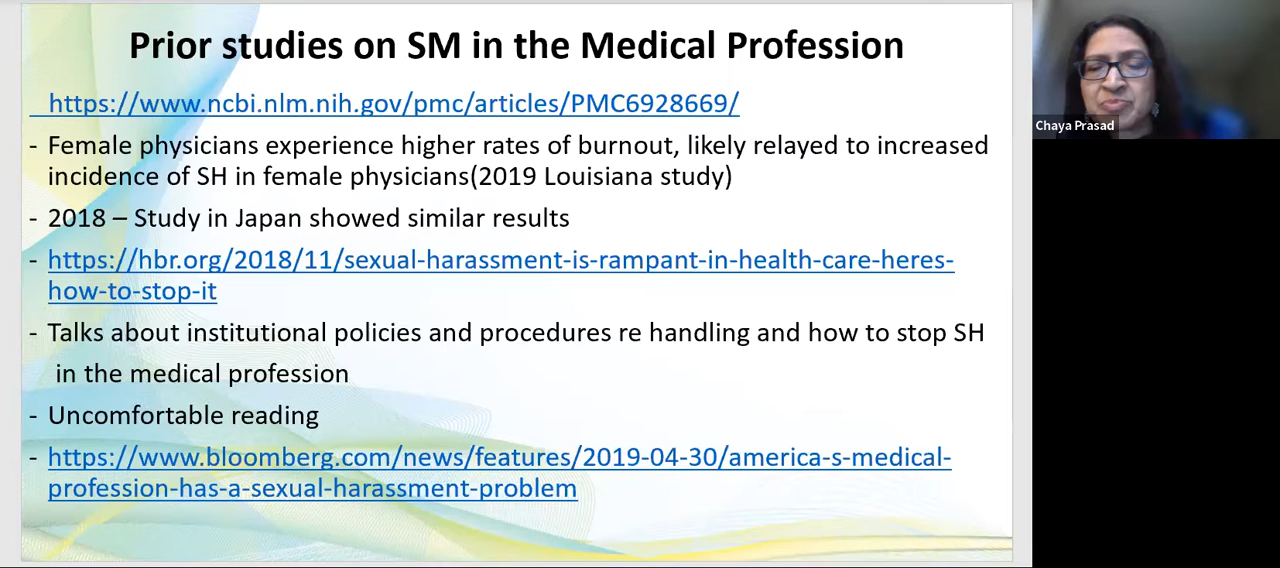 Prior studies on SM in the Medical Profession
https://www.ncbi.nlm.nih.gov/pmc/articles/PMC6928669/
- Female physicians experience higher rates of burnout, likely relayed to increased
incidence of SH in female physicians(2019 Louisiana study)
- 2018 – Study in Japan showed similar results
- https://hbr.org/2018/11/sexual-harassment-is-rampant-in-health-care-heres-
how-to-stop-it
- Talks about institutional policies and procedures re handling and how to stop SH
in the medical profession
- Uncomfortable reading
- https://www.bloomberg.com/news/features/2019-04-30/america-s-medical-
profession-has-a-sexual-harassment-problem
Chaya Prasad